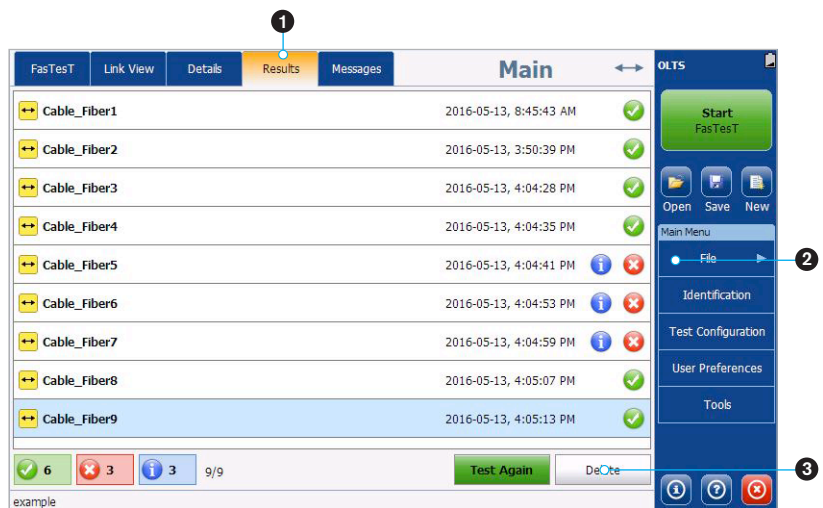 1
FasTesT Link View Details Results Messages Main OLTS
Cable_Fiber1 2016-05-13, 8:45:43 AM
Cable_Fiber2 2016-05-13, 3:50:39 PM
Cable_Fiber3 2016-05-13, 4:04:28 PM
Cable_Fiber4 2016-05-13, 4:04:35 PM
Cable_Fiber5 2016-05-13, 4:04:41 PM
Cable_Fiber6 2016-05-13, 4:04:53 PM
Cable_Fiber7 2016-05-13, 4:04:59 PM
Cable_Fiber8 2016-05-13, 4:05:07 PM
Cable_Fiber9 2016-05-13, 4:05:13 PM
6 3 3 9/9 Test Again Delete
example
Start
FasTesT
Open Save New
Main Menu
File 2
Identification
Test Configuration
User Preferences
Tools
3